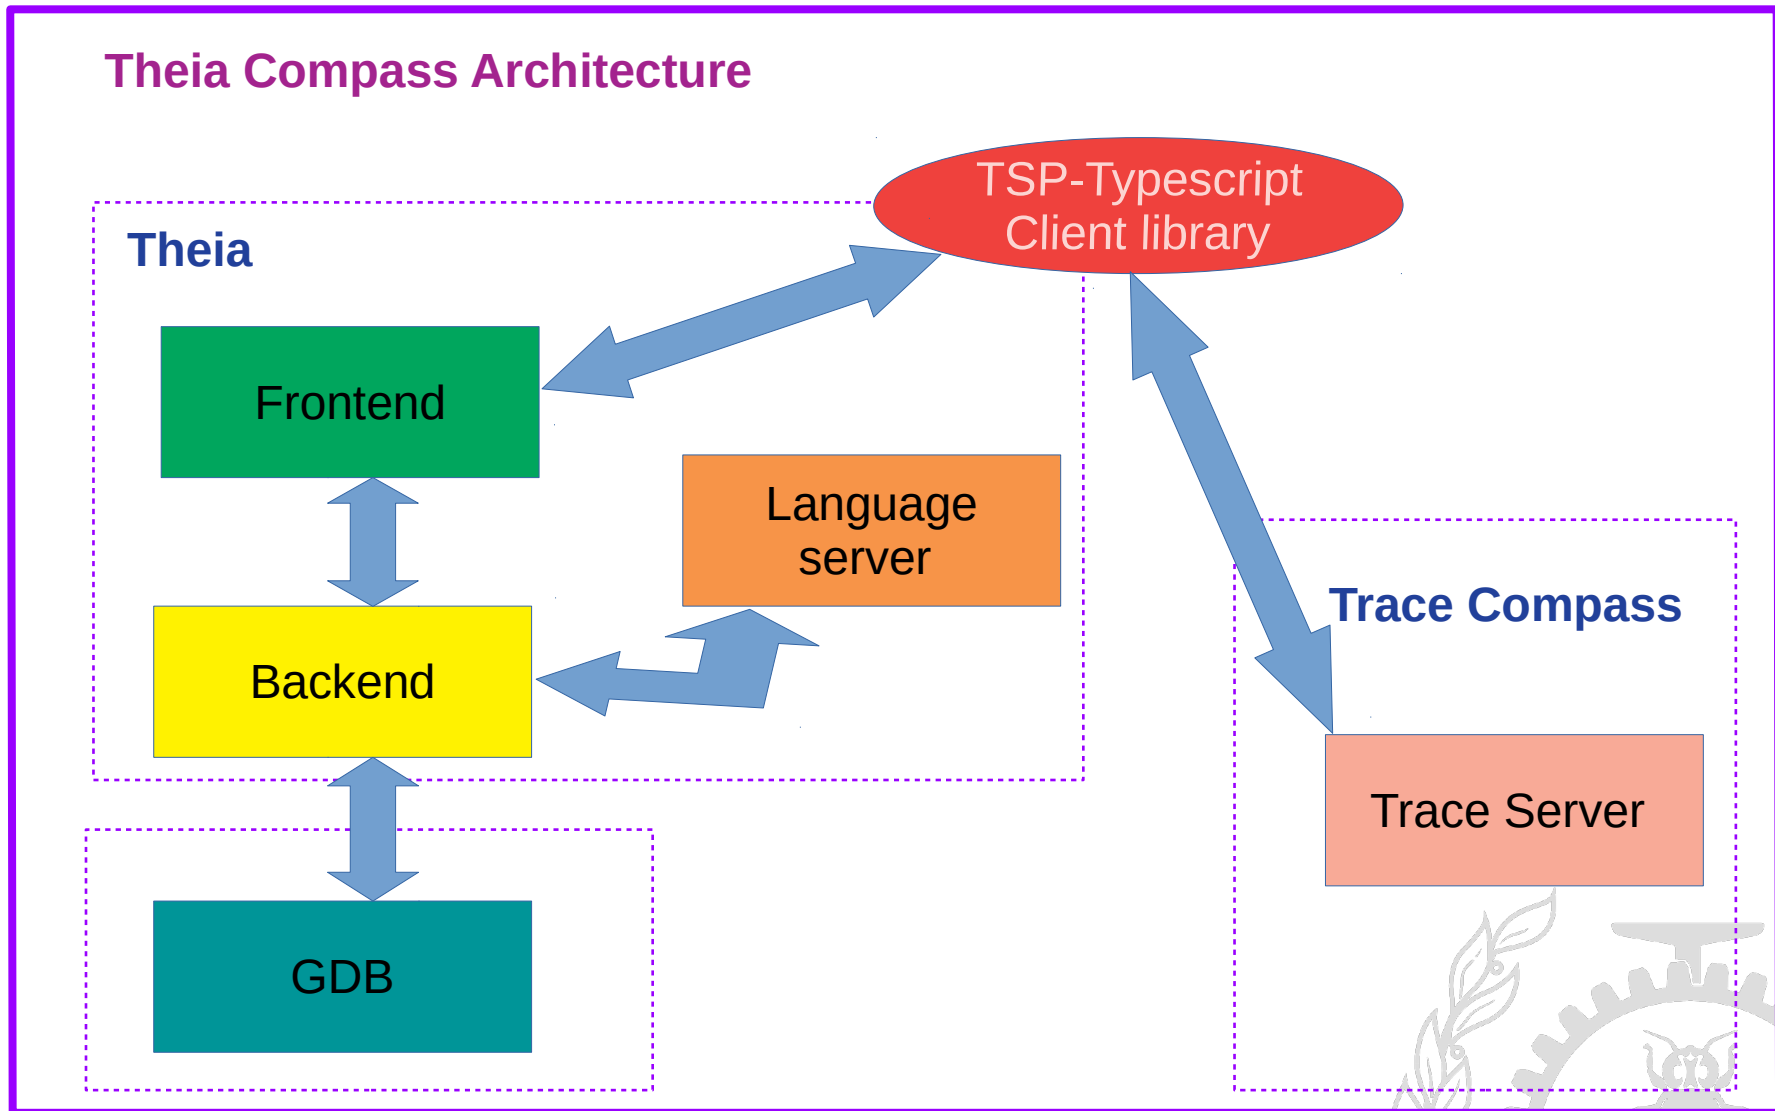 Theia Compass Architecture
TSP-Typescript
Client library
Theia
Frontend
Language
server
Trace Compass
Backend
Trace Server
GDB